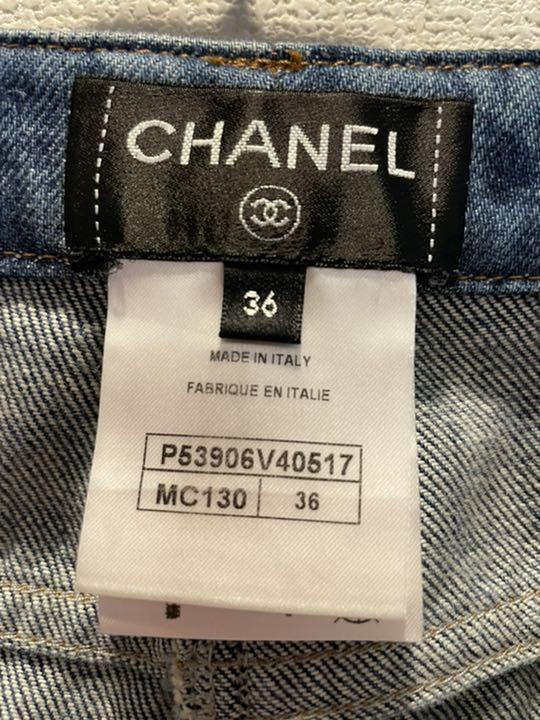 CHANEL
36
MADE IN ITALY
FABRIQUE EN ITALIE
P53906V40517
MC130 36